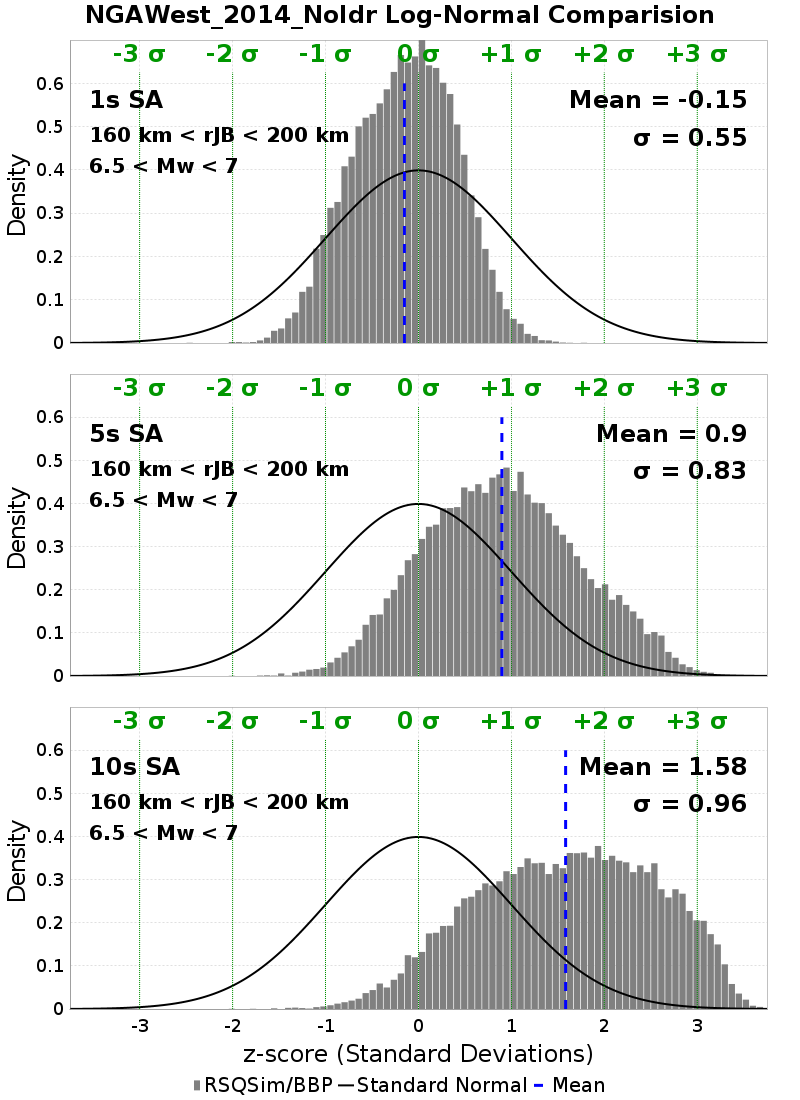 NGAWest_2014_NoIdr Log-Normal Comparision
-3 σ -2 σ -1 σ 0 σ +1 σ +2 σ +3 σ
1s SA
Mean = -0.15
160 km < rJB < 200 km
σ = 0.55
6.5 < Mw < 7
0.6
0.5
0.4
0.3
0.2
0.1
0
Density
-3 σ -2 σ -1 σ 0 σ +1 σ +2 σ +3 σ
5s SA
Mean = 0.9
160 km < rJB < 200 km
σ = 0.83
6.5 < Mw < 7
0.6
0.5
0.4
0.3
0.2
0.1
0
Density
-3 σ -2 σ -1 σ 0 σ +1 σ +2 σ +3 σ
10s SA
Mean = 1.58
160 km < rJB < 200 km
σ = 0.96
6.5 < Mw < 7
0.6
0.5
0.4
0.3
0.2
0.1
0
Density
-3 -2 -1 0 1 2 3
z-score (Standard Deviations)
RSQSim/BBP Standard Normal Mean